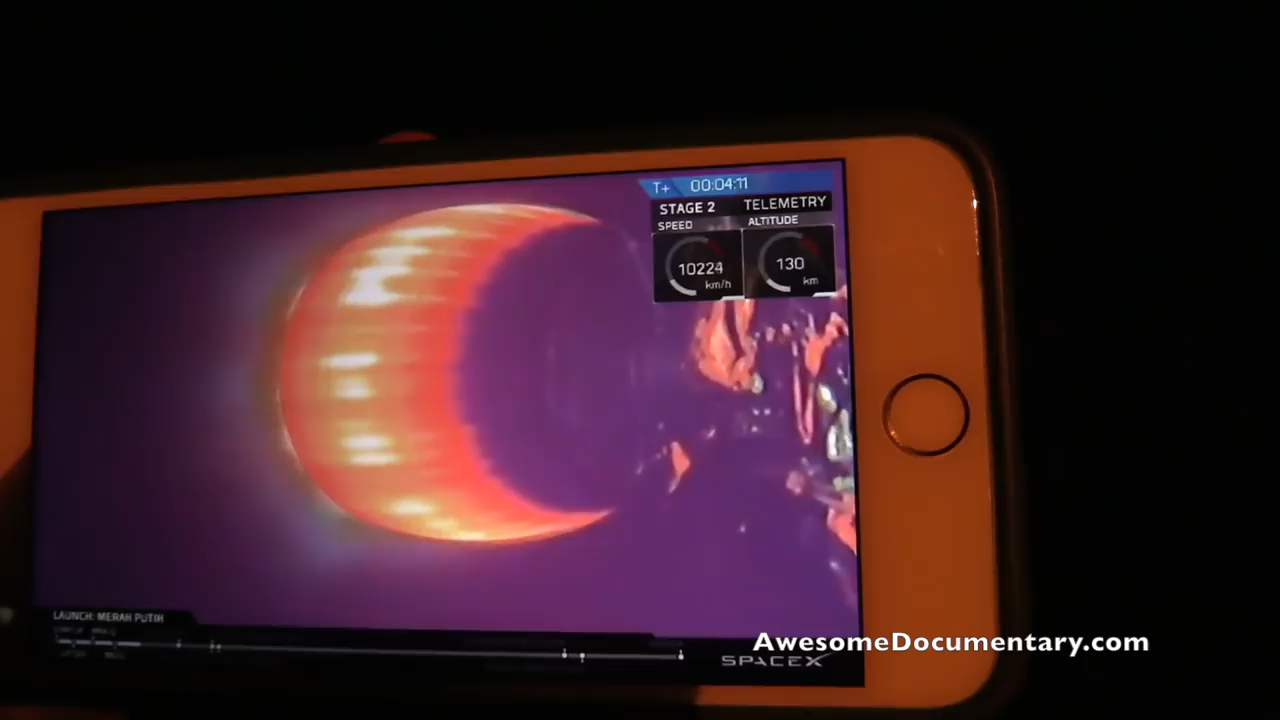 T+ 00:04:11
STAGE 2 TELEMETRY
SPEED ALTITUDE
10224 130
km/h km
LAUNCH: MERAH PUTIH
AwesomeDocumentary.com
SPACEX